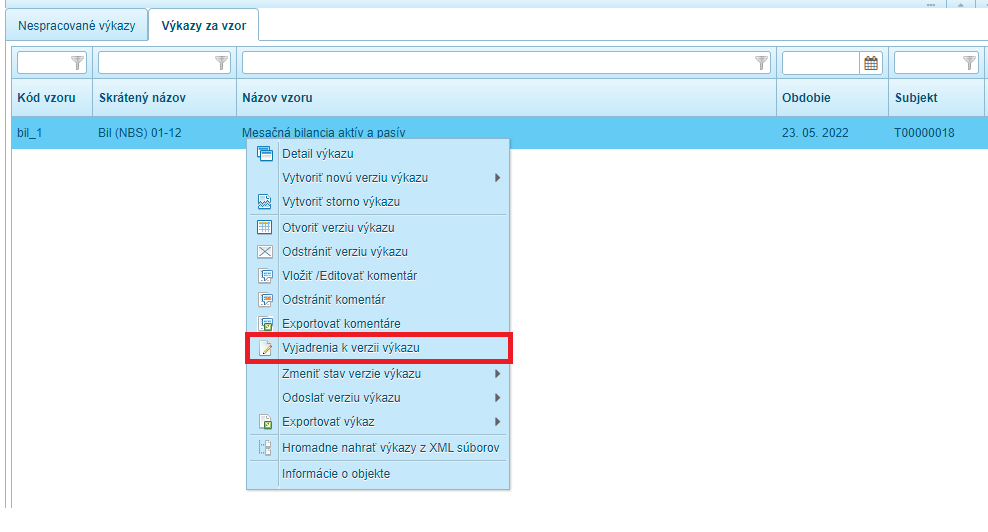 Nespracované výkazy Výkazy za vzor
Kód vzoru Skrátený názov Názov vzoru Obdobie Subjekt
bil_1 Bil (NBS) 01-12 Mesačná bilancia aktív a pasív 23. 05. 2022 T00000018
Detail výkazu
Vytvoriť novú verziu výkazu
Vytvoriť storno výkazu
Otvoriť verziu výkazu
Odstrániť verziu výkazu
Vložiť /Editovať komentár
Odstrániť komentár
Exportovať komentáre
Vyjadrenia k verzii výkazu
Zmeniť stav verzie výkazu
Odoslať verziu výkazu
Exportovať výkaz
Hromadne nahrať výkazy z XML súborov
Informácie o objekte